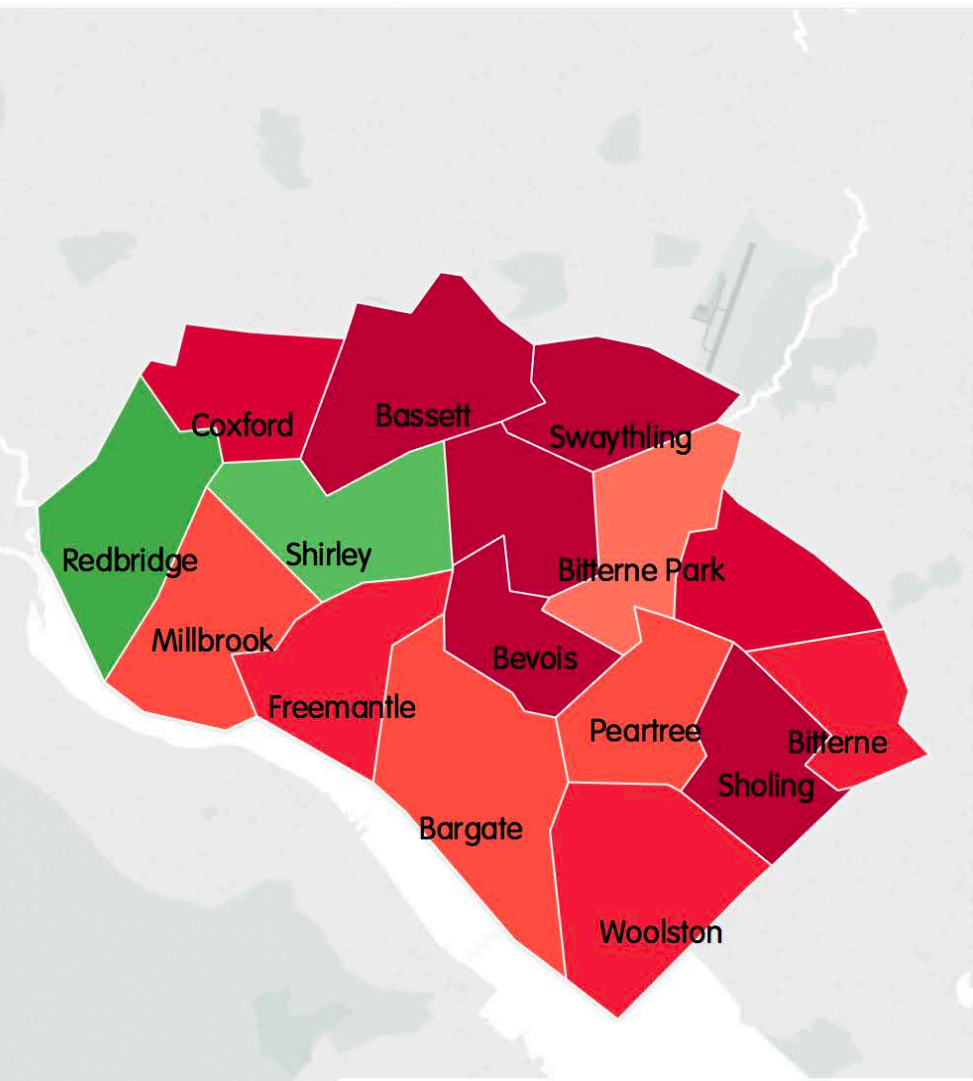 Coxford
Bassett
Swaythling
Redbridge
Shirley
Bitterne Park
Millbrook
Bevois
Freemantle
Peartree
Bitterne
Sholing
Bargate
Woolston